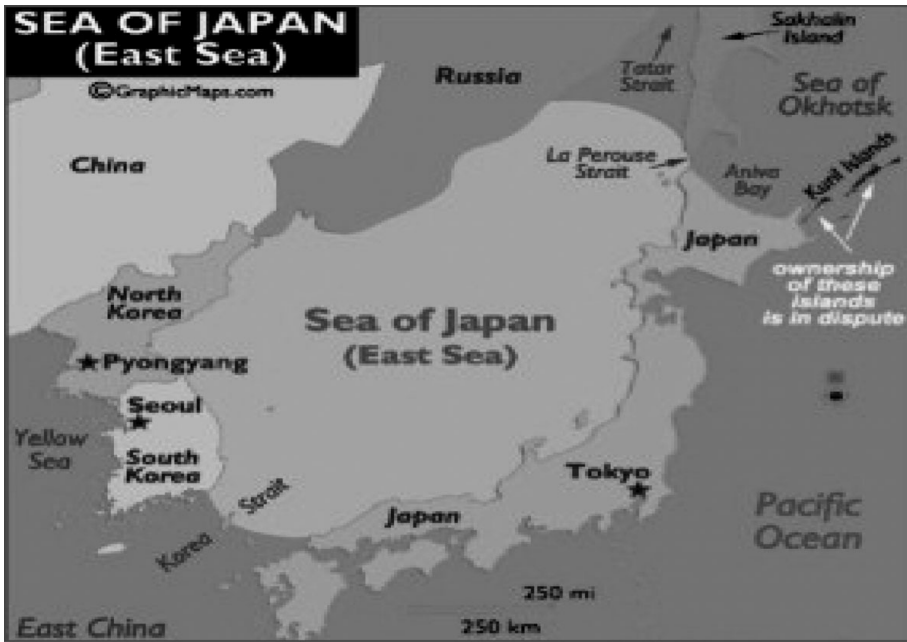 SEA OF JAPAN
(East Sea)
©GraphicMaps.com
Russia
Sakhalin
Island
Tatar
Strait
Sea of
Okhotsk
China
La Perouse
Strait
Aniva
Bay
Kuril Islands
Japan
ownership
of these
islands
is in dispute
North
Korea
Sea of Japan
(East Sea)
Pyongyang
Seoul
Yellow
Sea
South
Korea
Korea Strait
Tokyo
Japan
Pacific
Ocean
250 mi
250 km
East China